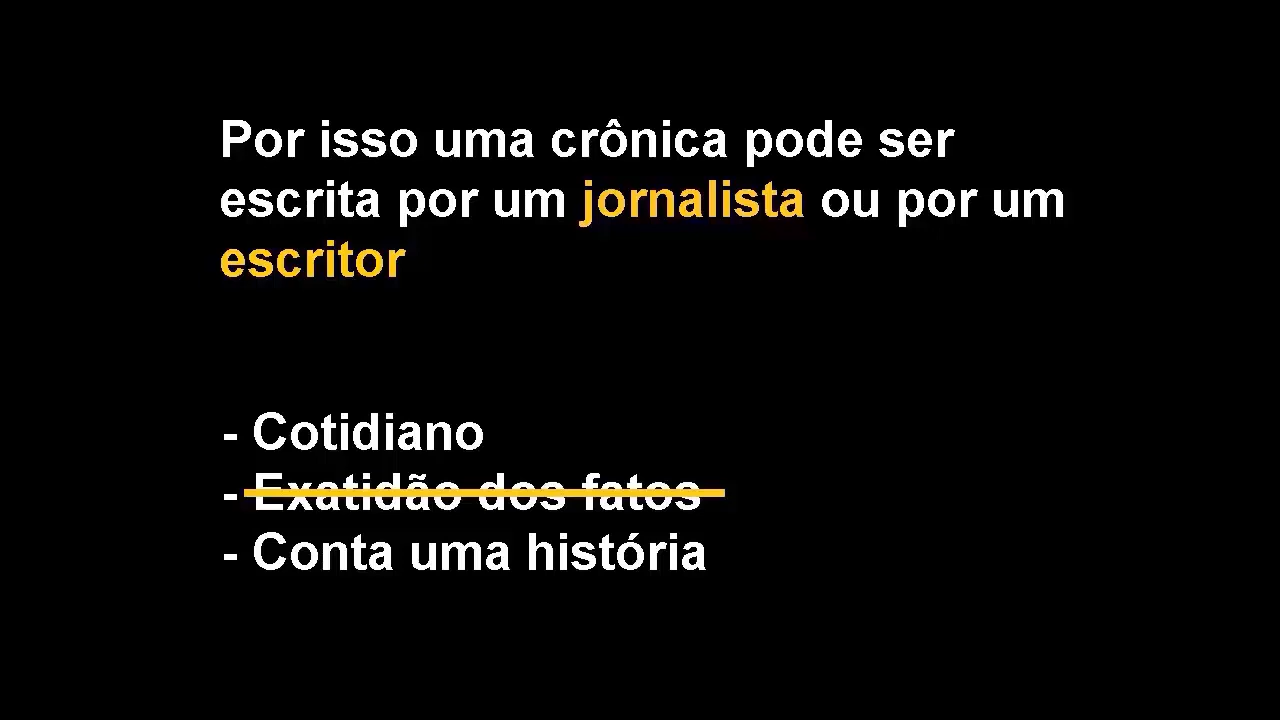 Por isso uma crônica pode ser
escrita por um jornalista ou por um
escritor
- Cotidiano
- Exatidão dos fatos
- Conta uma história